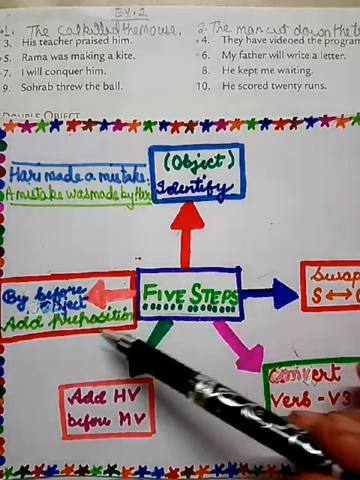 Ex. 2
1. The cat killed the mouse. 2. The man cut down the
3. His teacher praised him. 4. They have videoed the program
5. Rama was making a kite. 6. My father will write a letter.
7. I will conquer him. 8. He kept me waiting.
9. Sohrab threw the ball. 10. He scored twenty runs.
DOUBLE OBJECT
Hari made a mistake.
A mistake was made by Hari
(Object)
Identify
By before
object
Add Preposition
FIVE STEPS
Swap
S ↔
Add HV
before MV
convert
Verb - V3